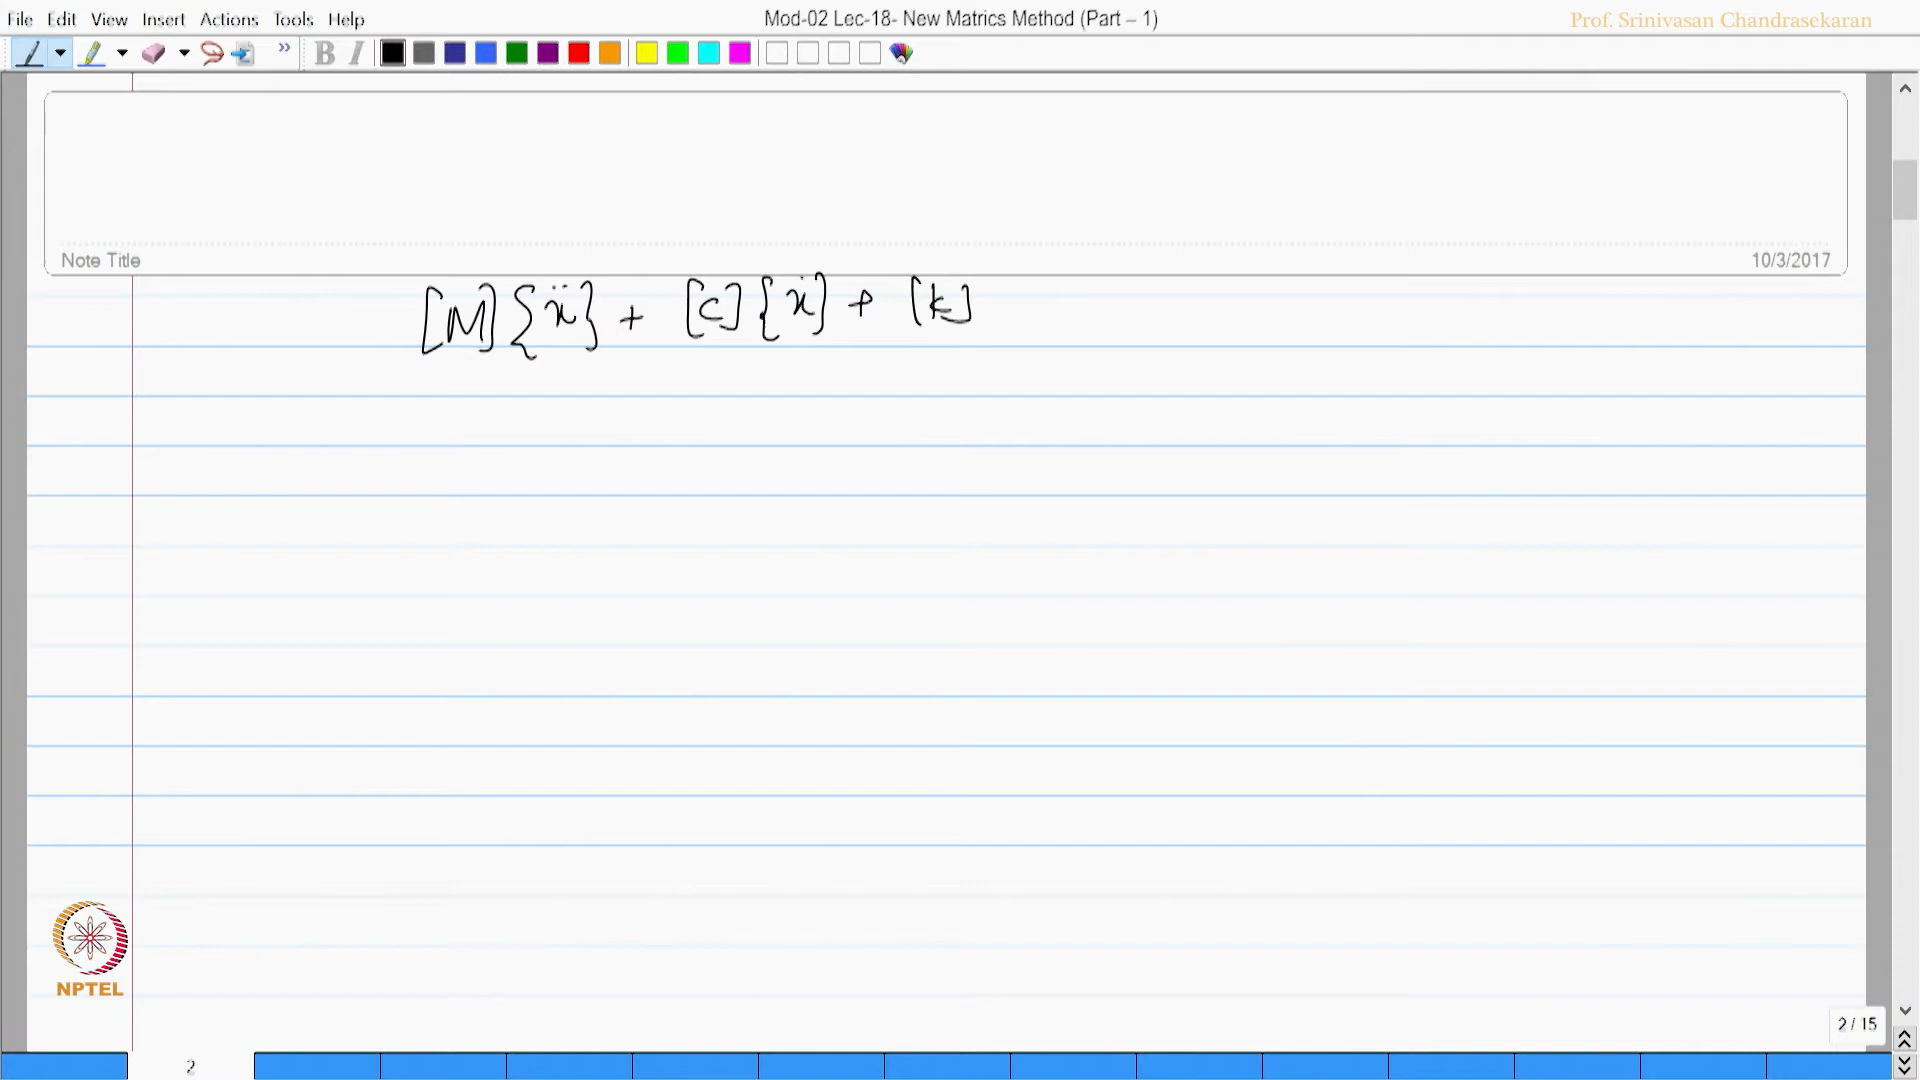 File Edit View Insert Actions Tools Help
Mod-02 Lec-18- New Matrics Method (Part – 1)
Prof. Srinivasan Chandrasekaran
B I
Note Title
10/3/2017
[M]{ẍ} + [c]{ẋ} + [k]
NPTEL
2 / 15
2